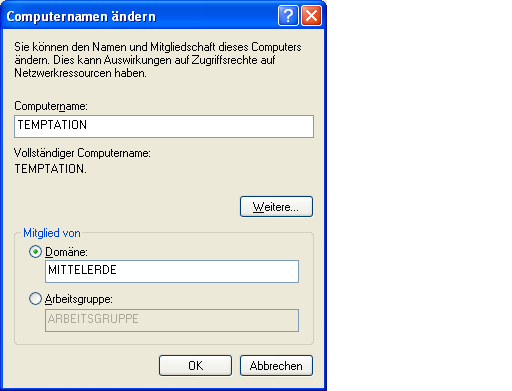 Computernamen ändern
Sie können den Namen und Mitgliedschaft dieses Computers
ändern. Dies kann Auswirkungen auf Zugriffsrechte auf
Netzwerkressourcen haben.
Computername:
TEMPTATION
Vollständiger Computername:
TEMPTATION.
Weitere...
Mitglied von
Domäne:
MITTELERDE
Arbeitsgruppe:
ARBEITSGRUPPE
OK Abbrechen